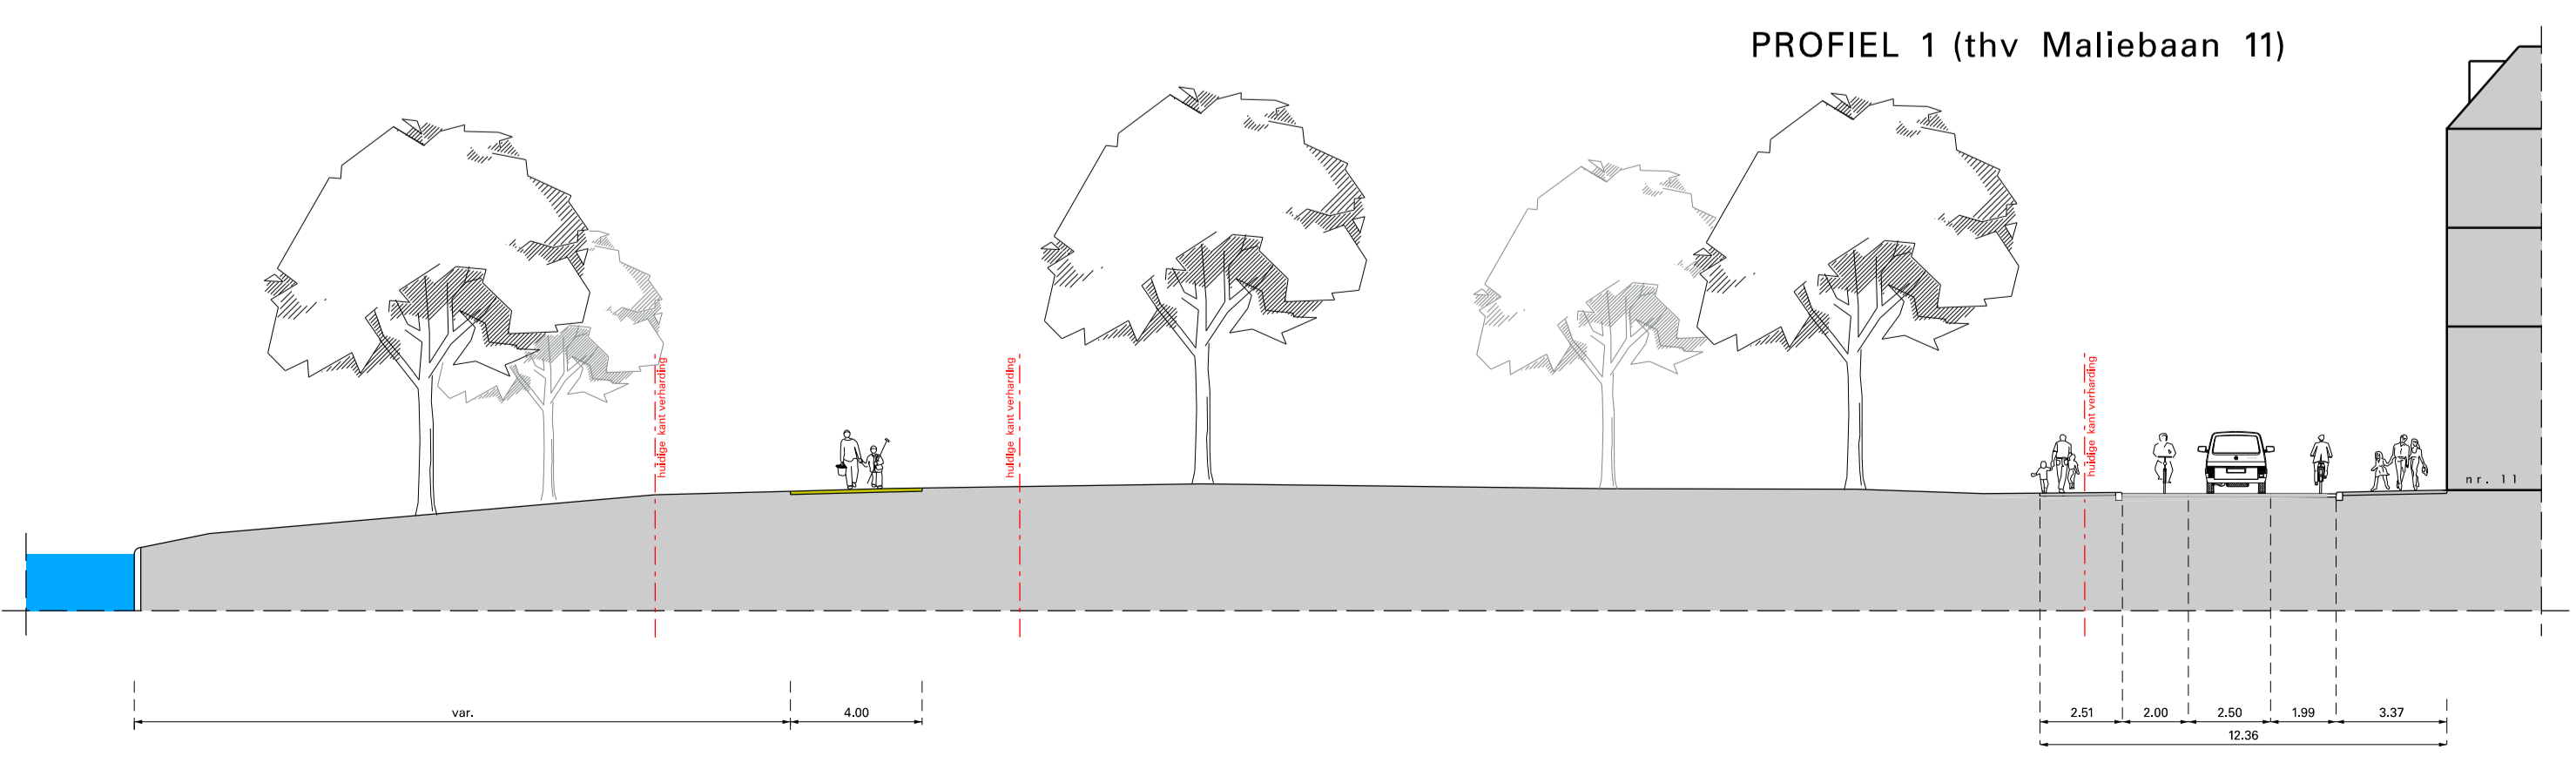 PROFIEL 1 (thv Maliebaan 11)
huidige kant verharding
huidige kant verharding
huidige kant verharding
nr. 11
var.
4.00
2.51
2.00
2.50
1.99
3.37
12.36